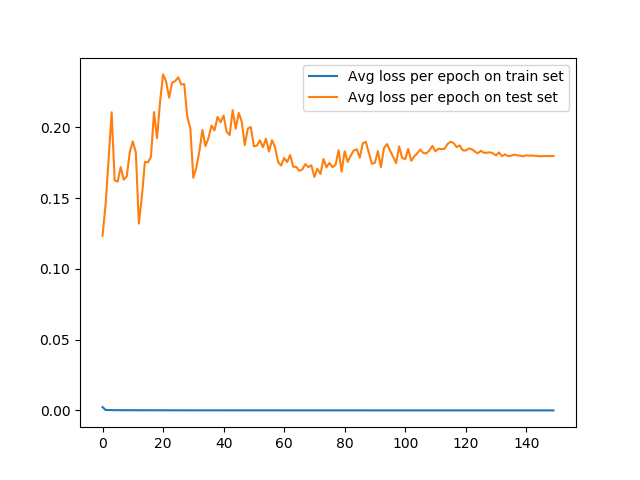 Avg loss per epoch on train set
Avg loss per epoch on test set
0.20
0.15
0.10
0.05
0.00
0 20 40 60 80 100 120 140